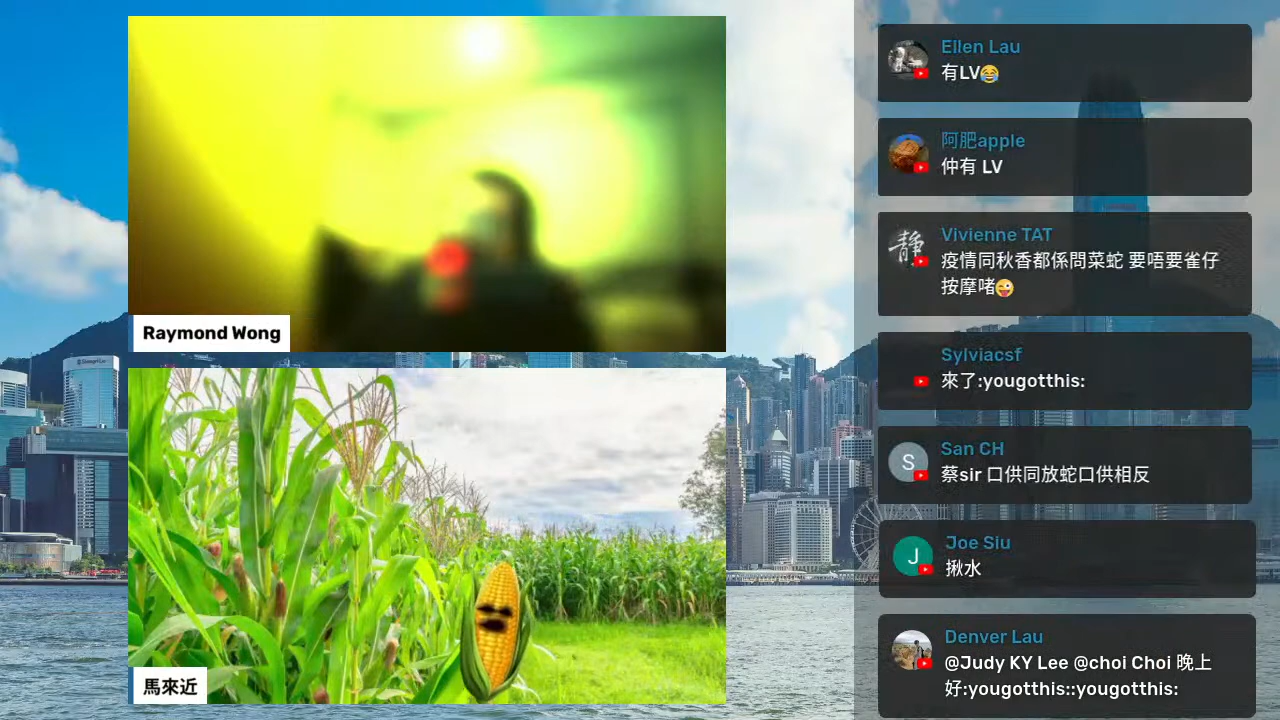 Raymond Wong
馬來近
Ellen Lau
有LV😂
阿肥apple
仲有 LV
Vivienne TAT
疫情同秋香都係問菜蛇 要唔要雀仔
按摩啫😜
Sylviacsf
來了:yougotthis:
San CH
蔡sir 口供同放蛇口供相反
Joe Siu
揪水
Denver Lau
@Judy KY Lee @choi Choi 晚上
好:yougotthis::yougotthis:
靜
S
J